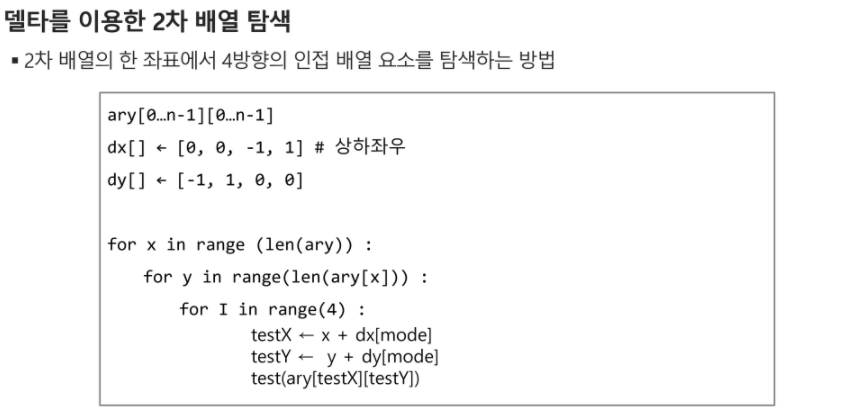 델타를 이용한 2차 배열 탐색
▪ 2차 배열의 한 좌표에서 4방향의 인접 배열 요소를 탐색하는 방법
ary[0…n-1][0…n-1]
dx[] ← [0, 0, -1, 1] # 상하좌우
dy[] ← [-1, 1, 0, 0]
for x in range (len(ary)) :
for y in range(len(ary[x])) :
for I in range(4) :
testX ← x + dx[mode]
testY ← y + dy[mode]
test(ary[testX][testY])